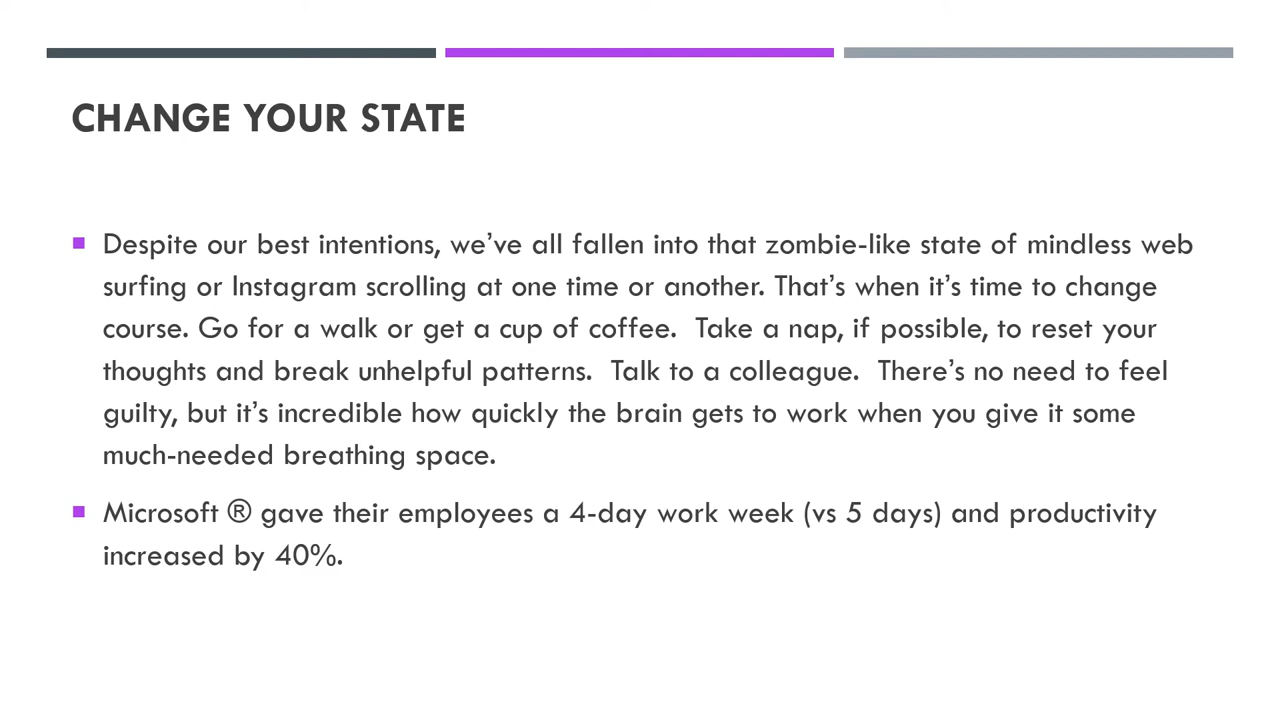 CHANGE YOUR STATE
Despite our best intentions, we’ve all fallen into that zombie-like state of mindless web
surfing or Instagram scrolling at one time or another. That’s when it’s time to change
course. Go for a walk or get a cup of coffee.  Take a nap, if possible, to reset your
thoughts and break unhelpful patterns.  Talk to a colleague.  There’s no need to feel
guilty, but it’s incredible how quickly the brain gets to work when you give it some
much-needed breathing space.
Microsoft ® gave their employees a 4-day work week (vs 5 days) and productivity
increased by 40%.